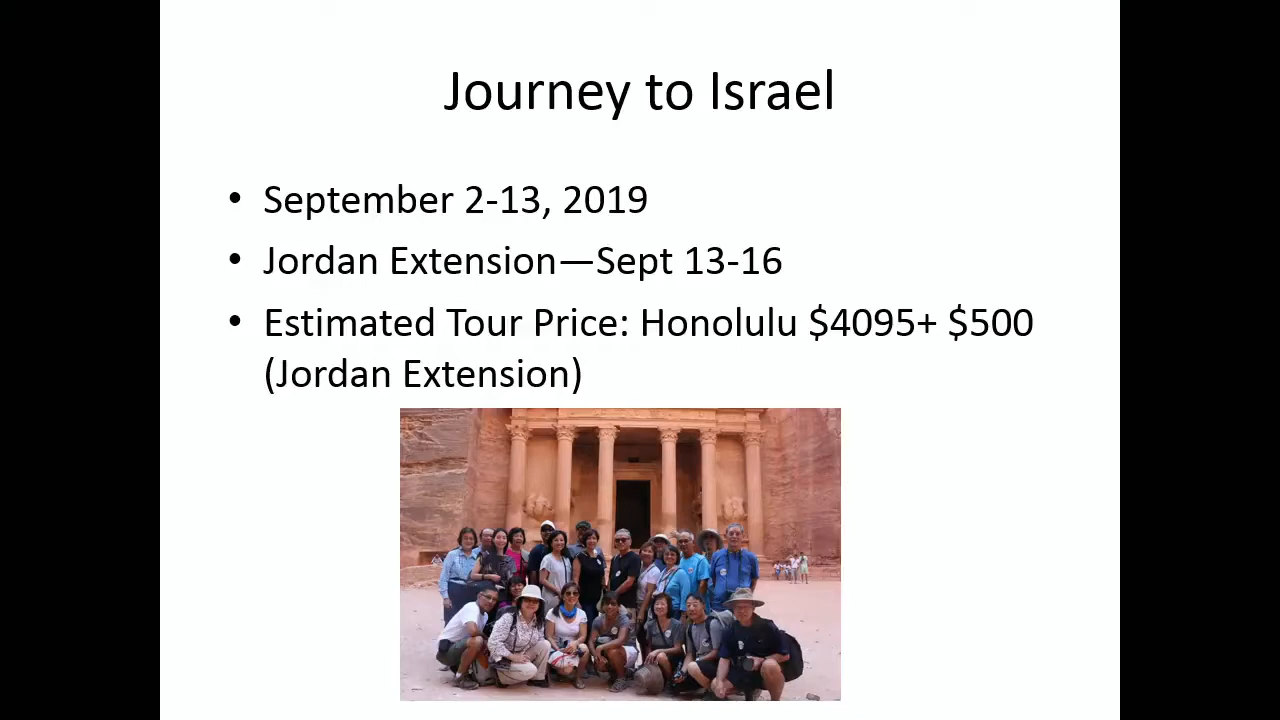 Journey to Israel
• September 2-13, 2019
• Jordan Extension—Sept 13-16
• Estimated Tour Price: Honolulu $4095+ $500
(Jordan Extension)